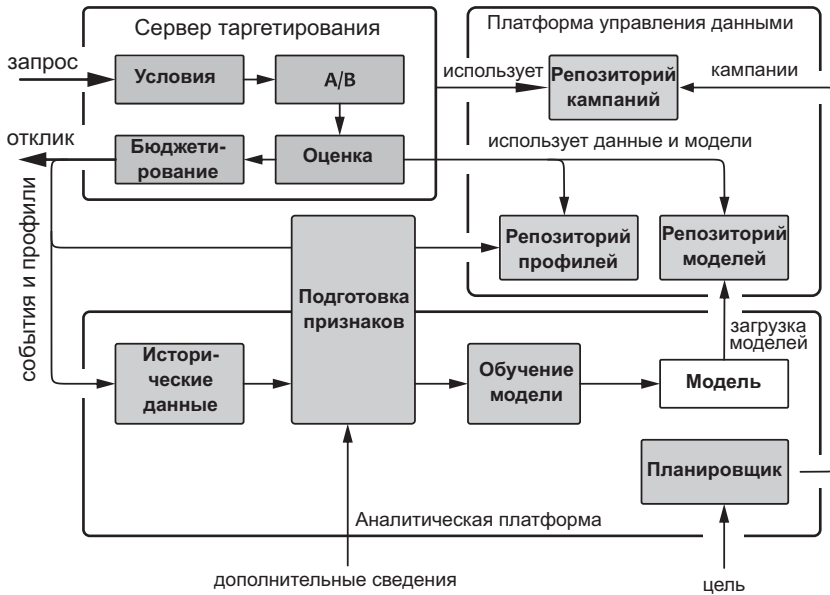 Сервер таргетирования
Платформа управления данными
запрос
Условия
А/В
использует
Репозиторий
кампаний
кампании
отклик
Бюджети-
рование
Оценка
использует данные и модели
события и профили
Репозиторий
профилей
Репозиторий
моделей
Подготовка
признаков
загрузка
моделей
Истори-
ческие
данные
Обучение
модели
Модель
Планировщик
Аналитическая платформа
дополнительные сведения
цель